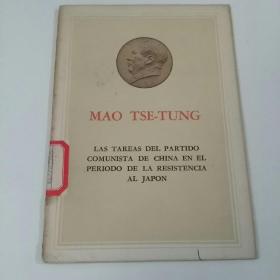 MAO TSE-TUNG
LAS TAREAS DEL PARTIDO
COMUNISTA DE CHINA EN EL
PERIODO DE LA RESISTENCIA
AL JAPON